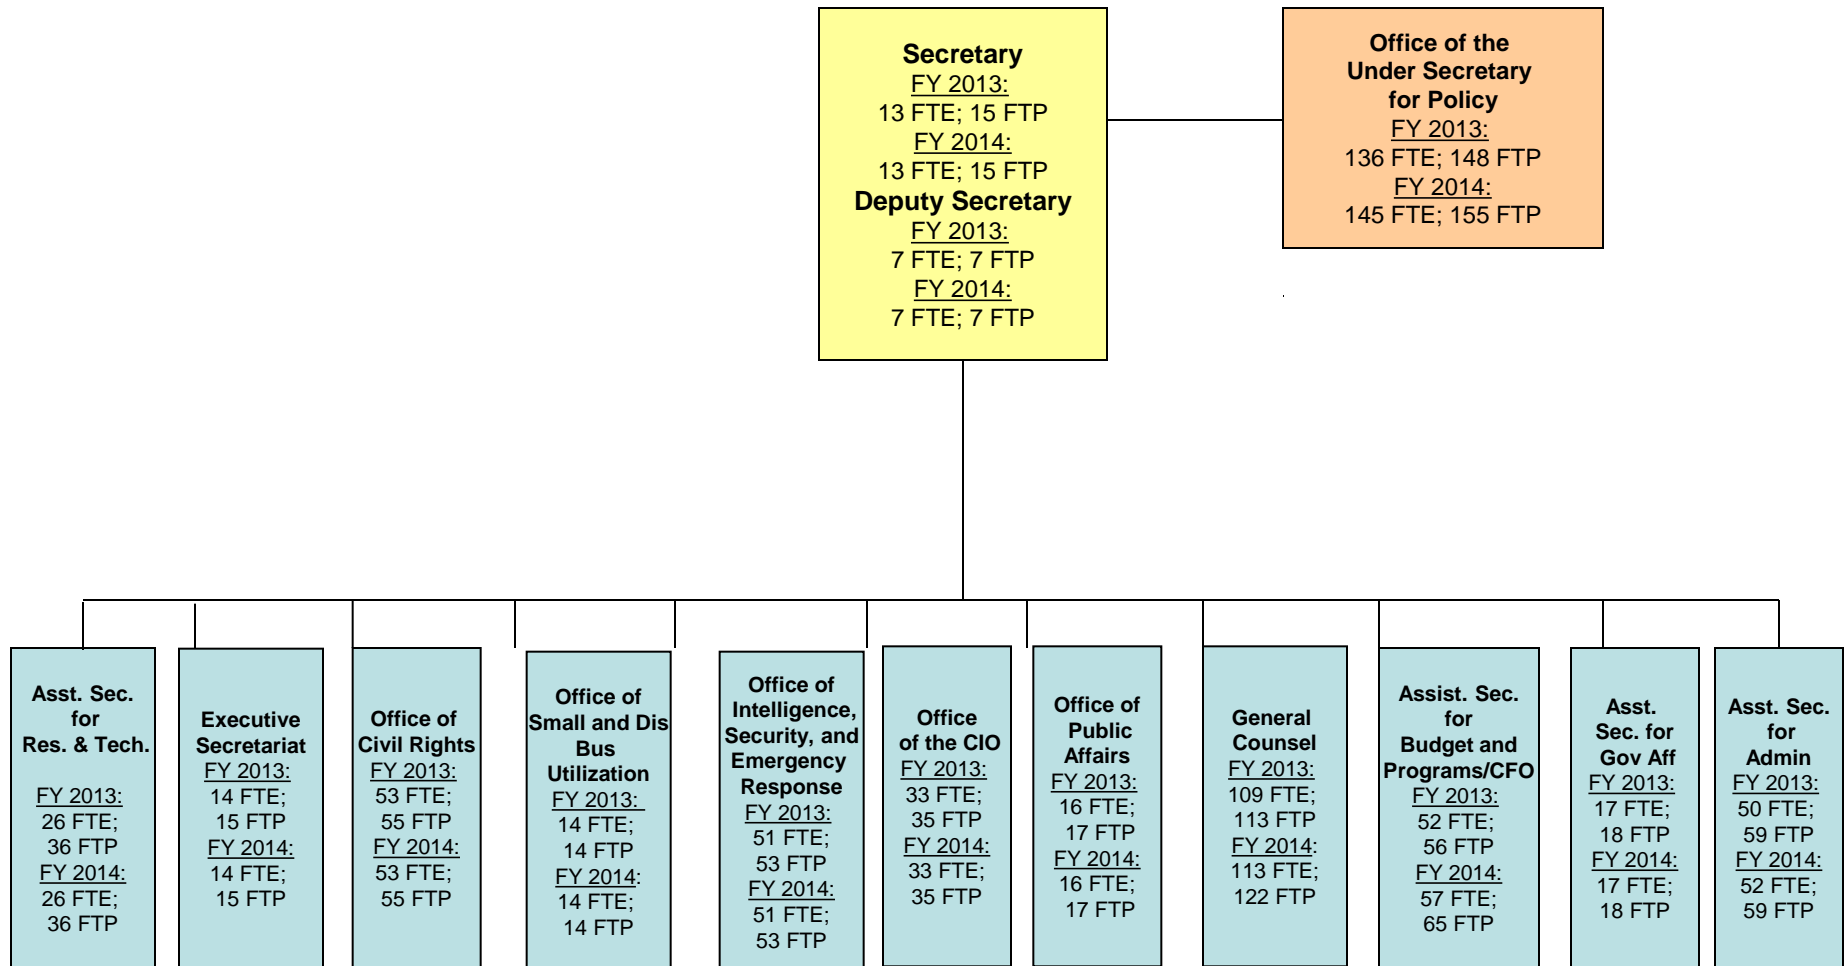 Secretary
FY 2013:
13 FTE; 15 FTP
FY 2014:
13 FTE; 15 FTP
Deputy Secretary
FY 2013:
7 FTE; 7 FTP
FY 2014:
7 FTE; 7 FTP
Office of the
Under Secretary
for Policy
FY 2013:
136 FTE; 148 FTP
FY 2014:
145 FTE; 155 FTP
Asst. Sec.
for
Res. & Tech.
FY 2013:
26 FTE;
36 FTP
FY 2014:
26 FTE;
36 FTP
Executive
Secretariat
FY 2013:
14 FTE;
15 FTP
FY 2014:
14 FTE;
15 FTP
Office of
Civil Rights
FY 2013:
53 FTE;
55 FTP
FY 2014:
53 FTE;
55 FTP
Office of
Small and Dis
Bus
Utilization
FY 2013:
14 FTE;
14 FTP
FY 2014:
14 FTE;
14 FTP
Office of
Intelligence,
Security, and
Emergency
Response
FY 2013:
51 FTE;
53 FTP
FY 2014:
51 FTE;
53 FTP
Office
of the CIO
FY 2013:
33 FTE;
35 FTP
FY 2014:
33 FTE;
35 FTP
Office of
Public
Affairs
FY 2013:
16 FTE;
17 FTP
FY 2014:
16 FTE;
17 FTP
General
Counsel
FY 2013:
109 FTE;
113 FTP
FY 2014:
113 FTE;
122 FTP
Assist. Sec.
for
Budget and
Programs/CFO
FY 2013:
52 FTE;
56 FTP
FY 2014:
57 FTE;
65 FTP
Asst.
Sec. for
Gov Aff
FY 2013:
17 FTE;
18 FTP
FY 2014:
17 FTE;
18 FTP
Asst. Sec.
for
Admin
FY 2013:
50 FTE;
59 FTP
FY 2014:
52 FTE;
59 FTP